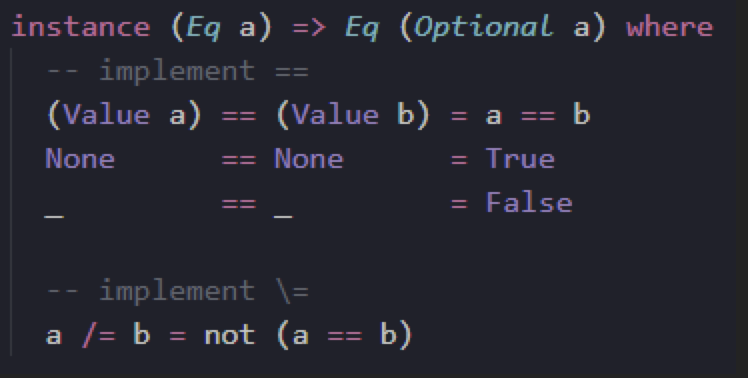 instance (Eq a) => Eq (Optional a) where
-- implement ==
(Value a) == (Value b) = a == b
None == None = True
_ == _ = False
-- implement \=
a /= b = not (a == b)